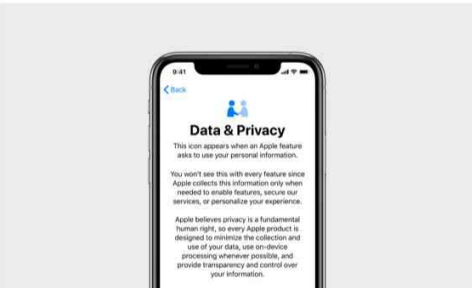 9:41
Back
Data & Privacy
This icon appears when an Apple feature
asks to use your personal information.
You won't see this with every feature since
Apple collects this information only when
needed to enable features, secure our
services, or personalize your experience.
Apple believes privacy is a fundamental
human right, so every Apple product is
designed to minimize the collection and
use of your data, use on-device
processing whenever possible, and
provide transparency and control over
your information.